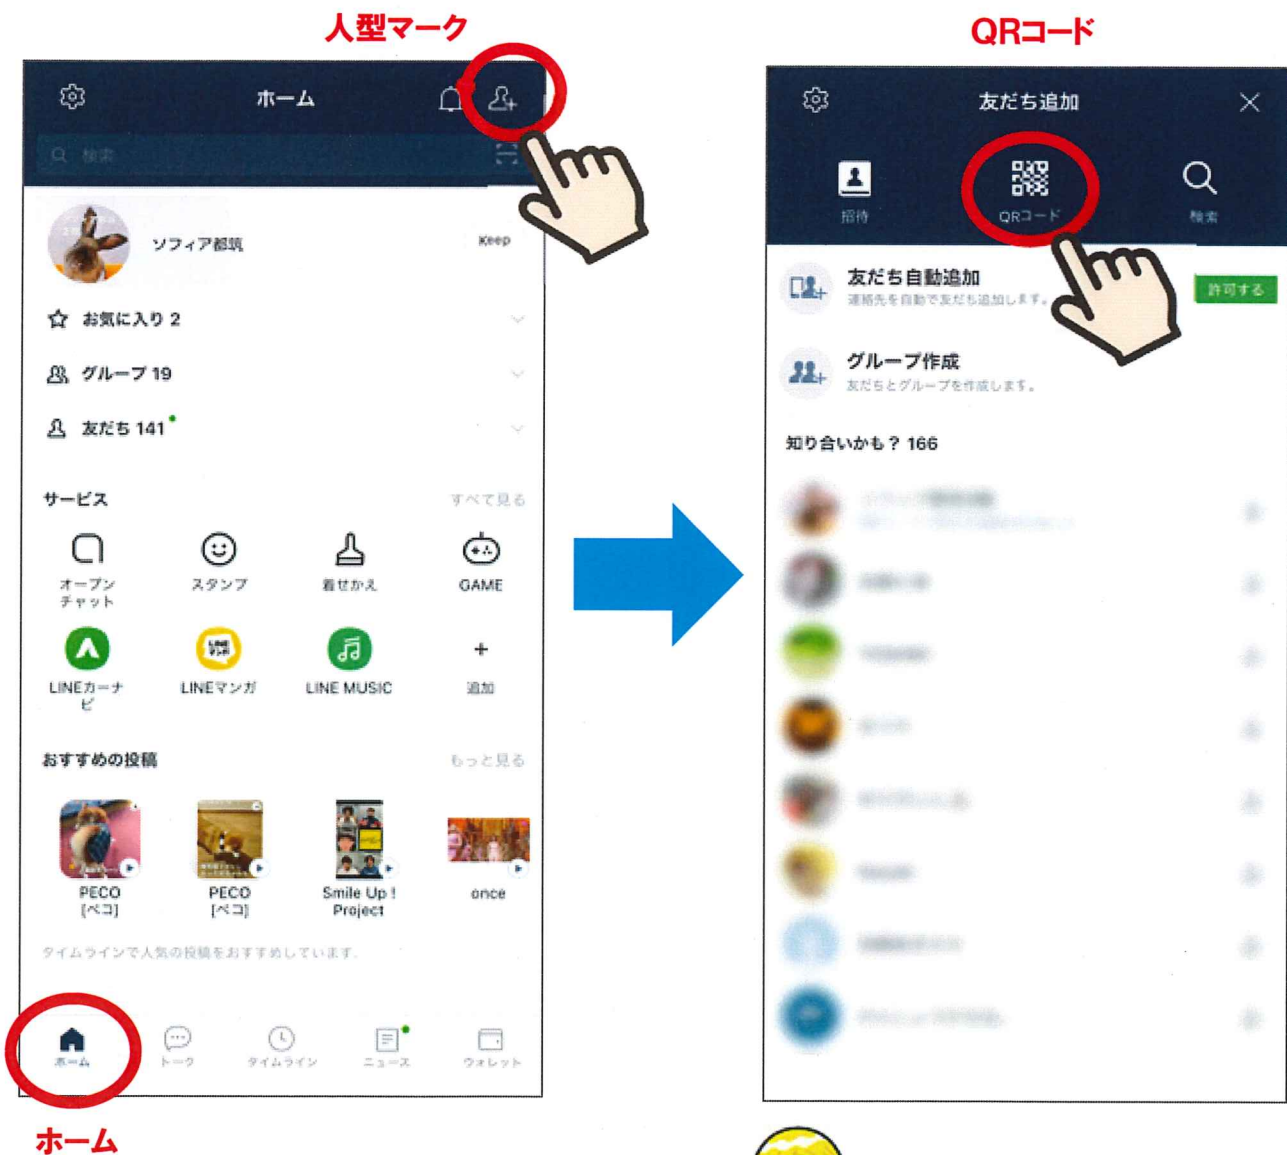 人型マーク
QRコード
ホーム
検索
ソフィア都筑
Keep
お気に入り 2
グループ 19
友だち 141
サービス
すべて見る
オープン
チャット
スタンプ
着せかえ
GAME
LINEカーナ
ビ
LINEマンガ
LINE MUSIC
追加
おすすめの投稿
もっと見る
PECO
[ペコ]
PECO
[ペコ]
Smile Up !
Project
once
タイムラインで人気の投稿をおすすめしています。
ホーム
トーク
タイムライン
ニュース
ウォレット
ホーム
友だち追加
招待
QRコード
検索
友だち自動追加
連絡先を自動で友だち追加します。
許可する
グループ作成
友だちとグループを作成します。
知り合いかも？ 166